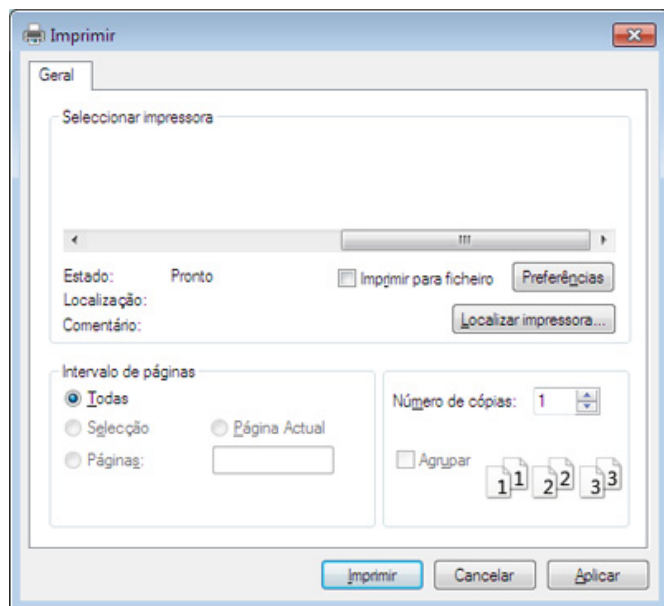 Imprimir
Geral
Seleccionar impressora
Estado: Pronto
Imprimir para ficheiro
Preferências
Localização:
Comentário:
Localizar impressora...
Intervalo de páginas
Todas
Selecção
Página Actual
Páginas:
Número de cópias: 1
Agrupar
1 1 2 2 3 3
Imprimir
Cancelar
Aplicar